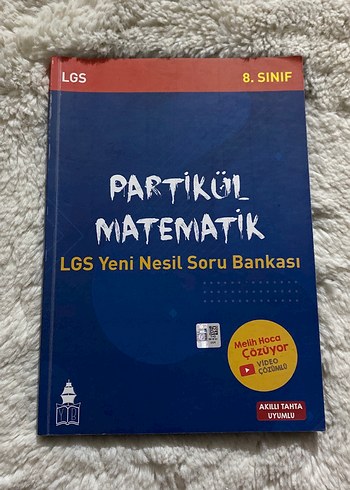 LGS
8. SINIF
PARTİKÜL
MATEMATİK
LGS Yeni Nesil Soru Bankası
Melih Hoca
Çözüyor
VİDEO
ÇÖZÜMLÜ
AKILLI TAHTA
UYUMLU